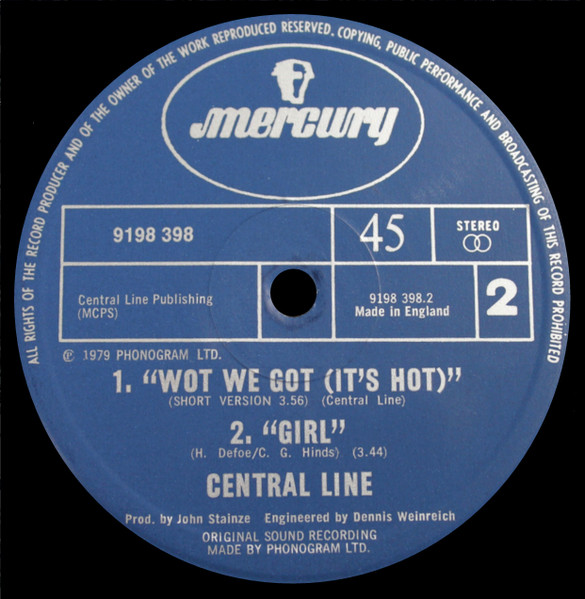 ALL RIGHTS OF THE RECORD PRODUCER AND OF THE OWNER OF THE WORK REPRODUCED RESERVED. COPYING, PUBLIC PERFORMANCE AND BROADCASTING OF THIS RECORD PROHIBITED
mercury
9198 398
45
STEREO
Central Line Publishing
(MCPS)
9198 398.2
Made in England
2
℗ 1979 PHONOGRAM LTD.
1. “WOT WE GOT (IT'S HOT)”
(SHORT VERSION 3.56) (Central Line)
2. “GIRL”
(H. Defoe/C. G. Hinds) (3.44)
CENTRAL LINE
Prod. by John Stainze Engineered by Dennis Weinreich
ORIGINAL SOUND RECORDING
MADE BY PHONOGRAM LTD.